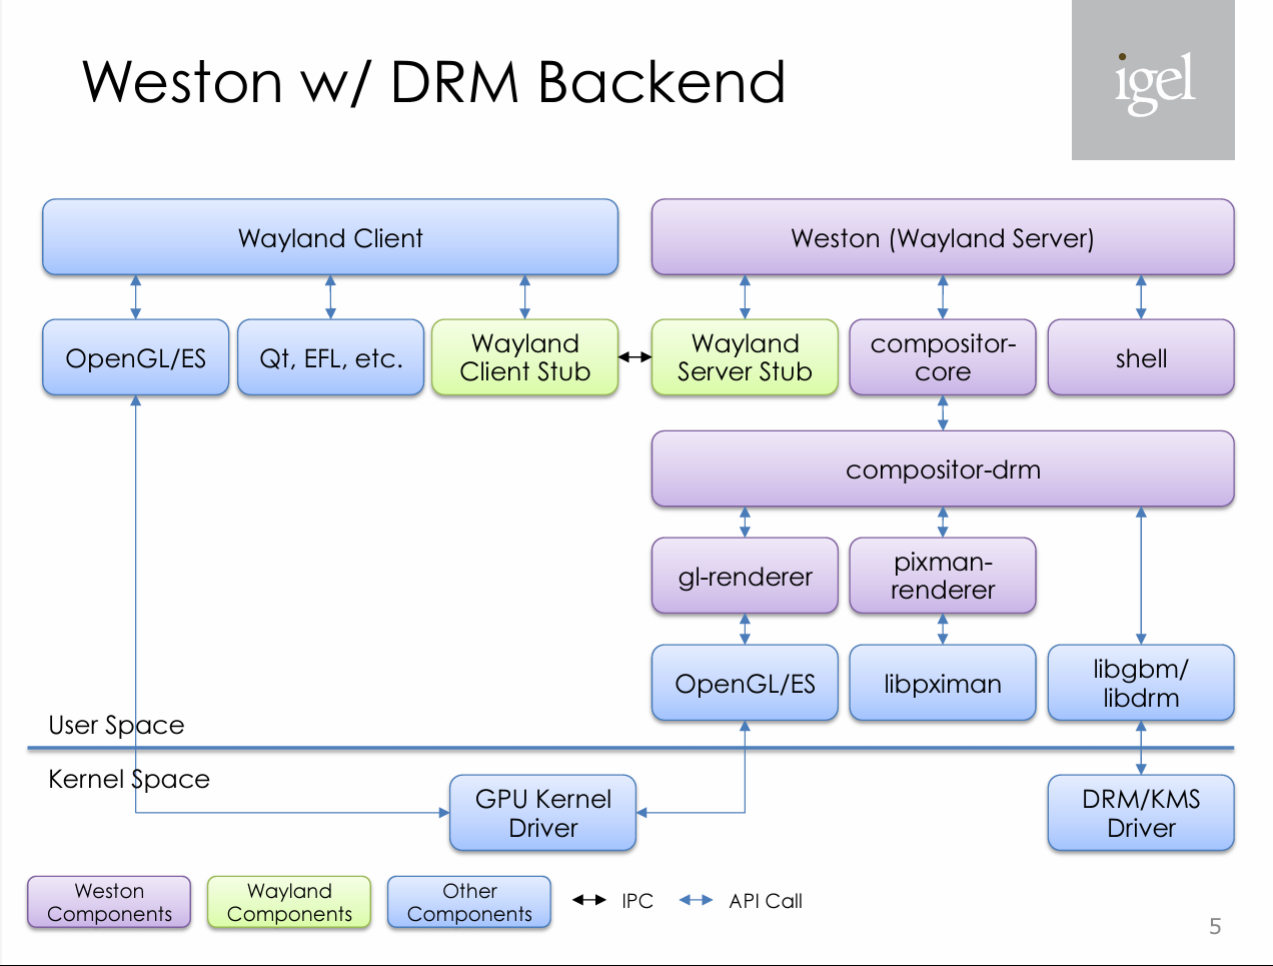 Weston w/ DRM Backend
igel
Wayland Client
Weston (Wayland Server)
OpenGL/ES
Qt, EFL, etc.
Wayland
Client Stub
Wayland
Server Stub
compositor-
core
shell
compositor-drm
gl-renderer
pixman-
renderer
OpenGL/ES
libpximan
libgbm/
libdrm
User Space
Kernel Space
GPU Kernel
Driver
DRM/KMS
Driver
Weston
Components
Wayland
Components
Other
Components
IPC
API Call
5